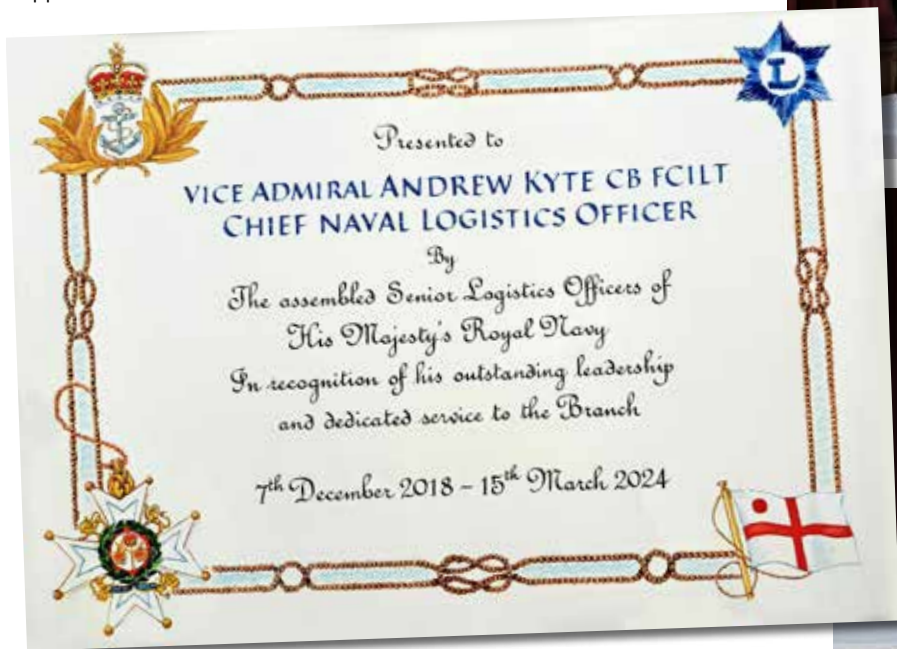 Presented to
VICE ADMIRAL ANDREW KYTE CB FCILT
CHIEF NAVAL LOGISTICS OFFICER
By
The assembled Senior Logistics Officers of
His Majesty's Royal Navy
In recognition of his outstanding leadership
and dedicated service to the Branch
7th December 2018 – 15th March 2024
L